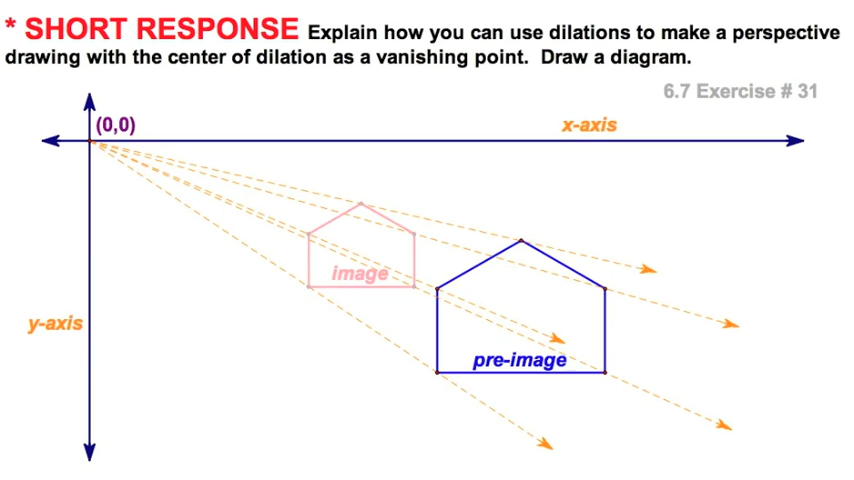 * SHORT RESPONSE Explain how you can use dilations to make a perspective
drawing with the center of dilation as a vanishing point. Draw a diagram.
6.7 Exercise # 31
(0,0)
x-axis
image
y-axis
pre-image